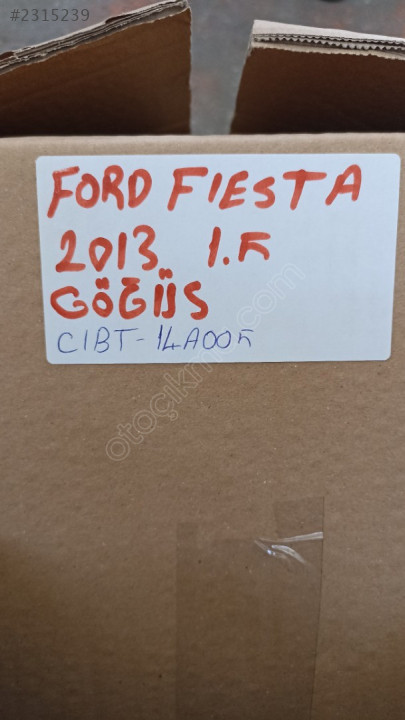 #2315239
FORD FIESTA
2013 1.5
GÖĞÜS
C1BT-14A005
otoçıkma.com